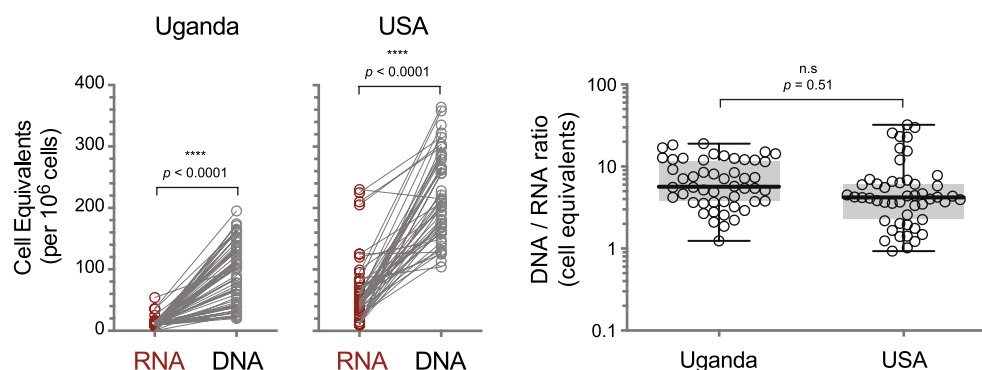 Uganda
USA
****
p < 0.0001
****
p < 0.0001
Cell Equivalents
(per 10⁶ cells)
400
300
200
100
0
RNA
DNA
RNA
DNA
n.s
p = 0.51
DNA / RNA ratio
(cell equivalents)
100
10
1
0.1
Uganda
USA